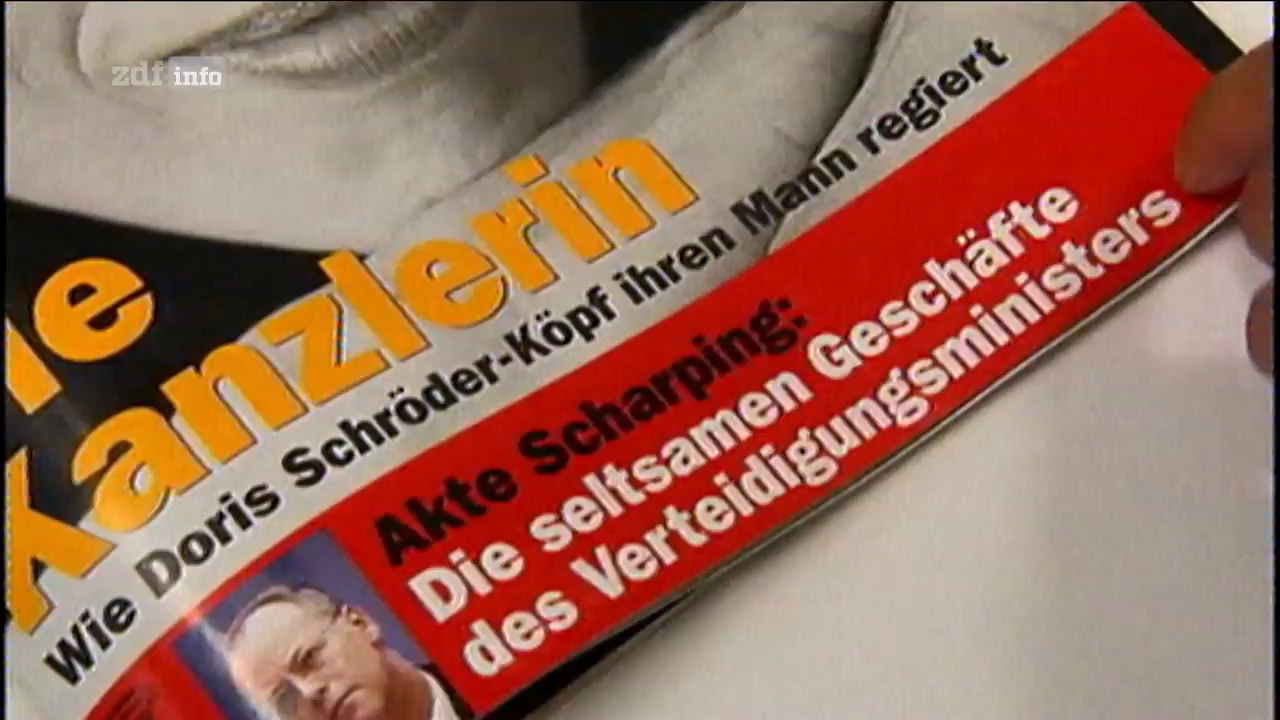 zdf info
Kanzlerin
Wie Doris Schröder-Köpf ihren Mann regiert
Akte Scharping:
Die seltsamen Geschäfte
des Verteidigungsministers